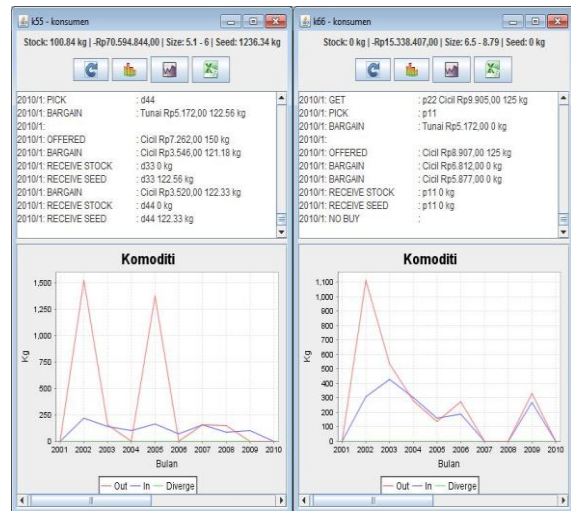 k55 - konsumen
Stock: 100.84 kg | -Rp70.594.844,00 | Size: 5.1 - 6 | Seed: 1236.34 kg
2010/1: PICK : d44
2010/1: BARGAIN : Tunai Rp5.172,00 122.56 kg
2010/1:
2010/1: OFFERED : Cicil Rp7.262,00 150 kg
2010/1: BARGAIN : Cicil Rp3.546,00 121.18 kg
2010/1: RECEIVE STOCK : d33 0 kg
2010/1: RECEIVE SEED : d33 122.56 kg
2010/1: BARGAIN : Cicil Rp3.520,00 122.33 kg
2010/1: RECEIVE STOCK : d44 0 kg
2010/1: RECEIVE SEED : d44 122.33 kg
Komoditi
1,500
1,250
1,000
750
500
250
0
Kg
2001 2002 2003 2004 2005 2006 2007 2008 2009 2010
Bulan
Out In Diverge
k66 - konsumen
Stock: 0 kg | -Rp15.338.407,00 | Size: 6.5 - 8.79 | Seed: 0 kg
2010/1: GET : p22 Cicil Rp9.905,00 125 kg
2010/1: PICK : p11
2010/1: BARGAIN : Tunai Rp5.172,00 0 kg
2010/1:
2010/1: OFFERED : Cicil Rp8.907,00 125 kg
2010/1: BARGAIN : Cicil Rp6.812,00 0 kg
2010/1: BARGAIN : Cicil Rp5.877,00 0 kg
2010/1: RECEIVE STOCK : p11 0 kg
2010/1: RECEIVE SEED : p11 0 kg
2010/1: NO BUY :
Komoditi
1,100
1,000
900
800
700
600
500
400
300
200
100
0
Kg
2001 2002 2003 2004 2005 2006 2007 2008 2009 2010
Bulan
Out In Diverge